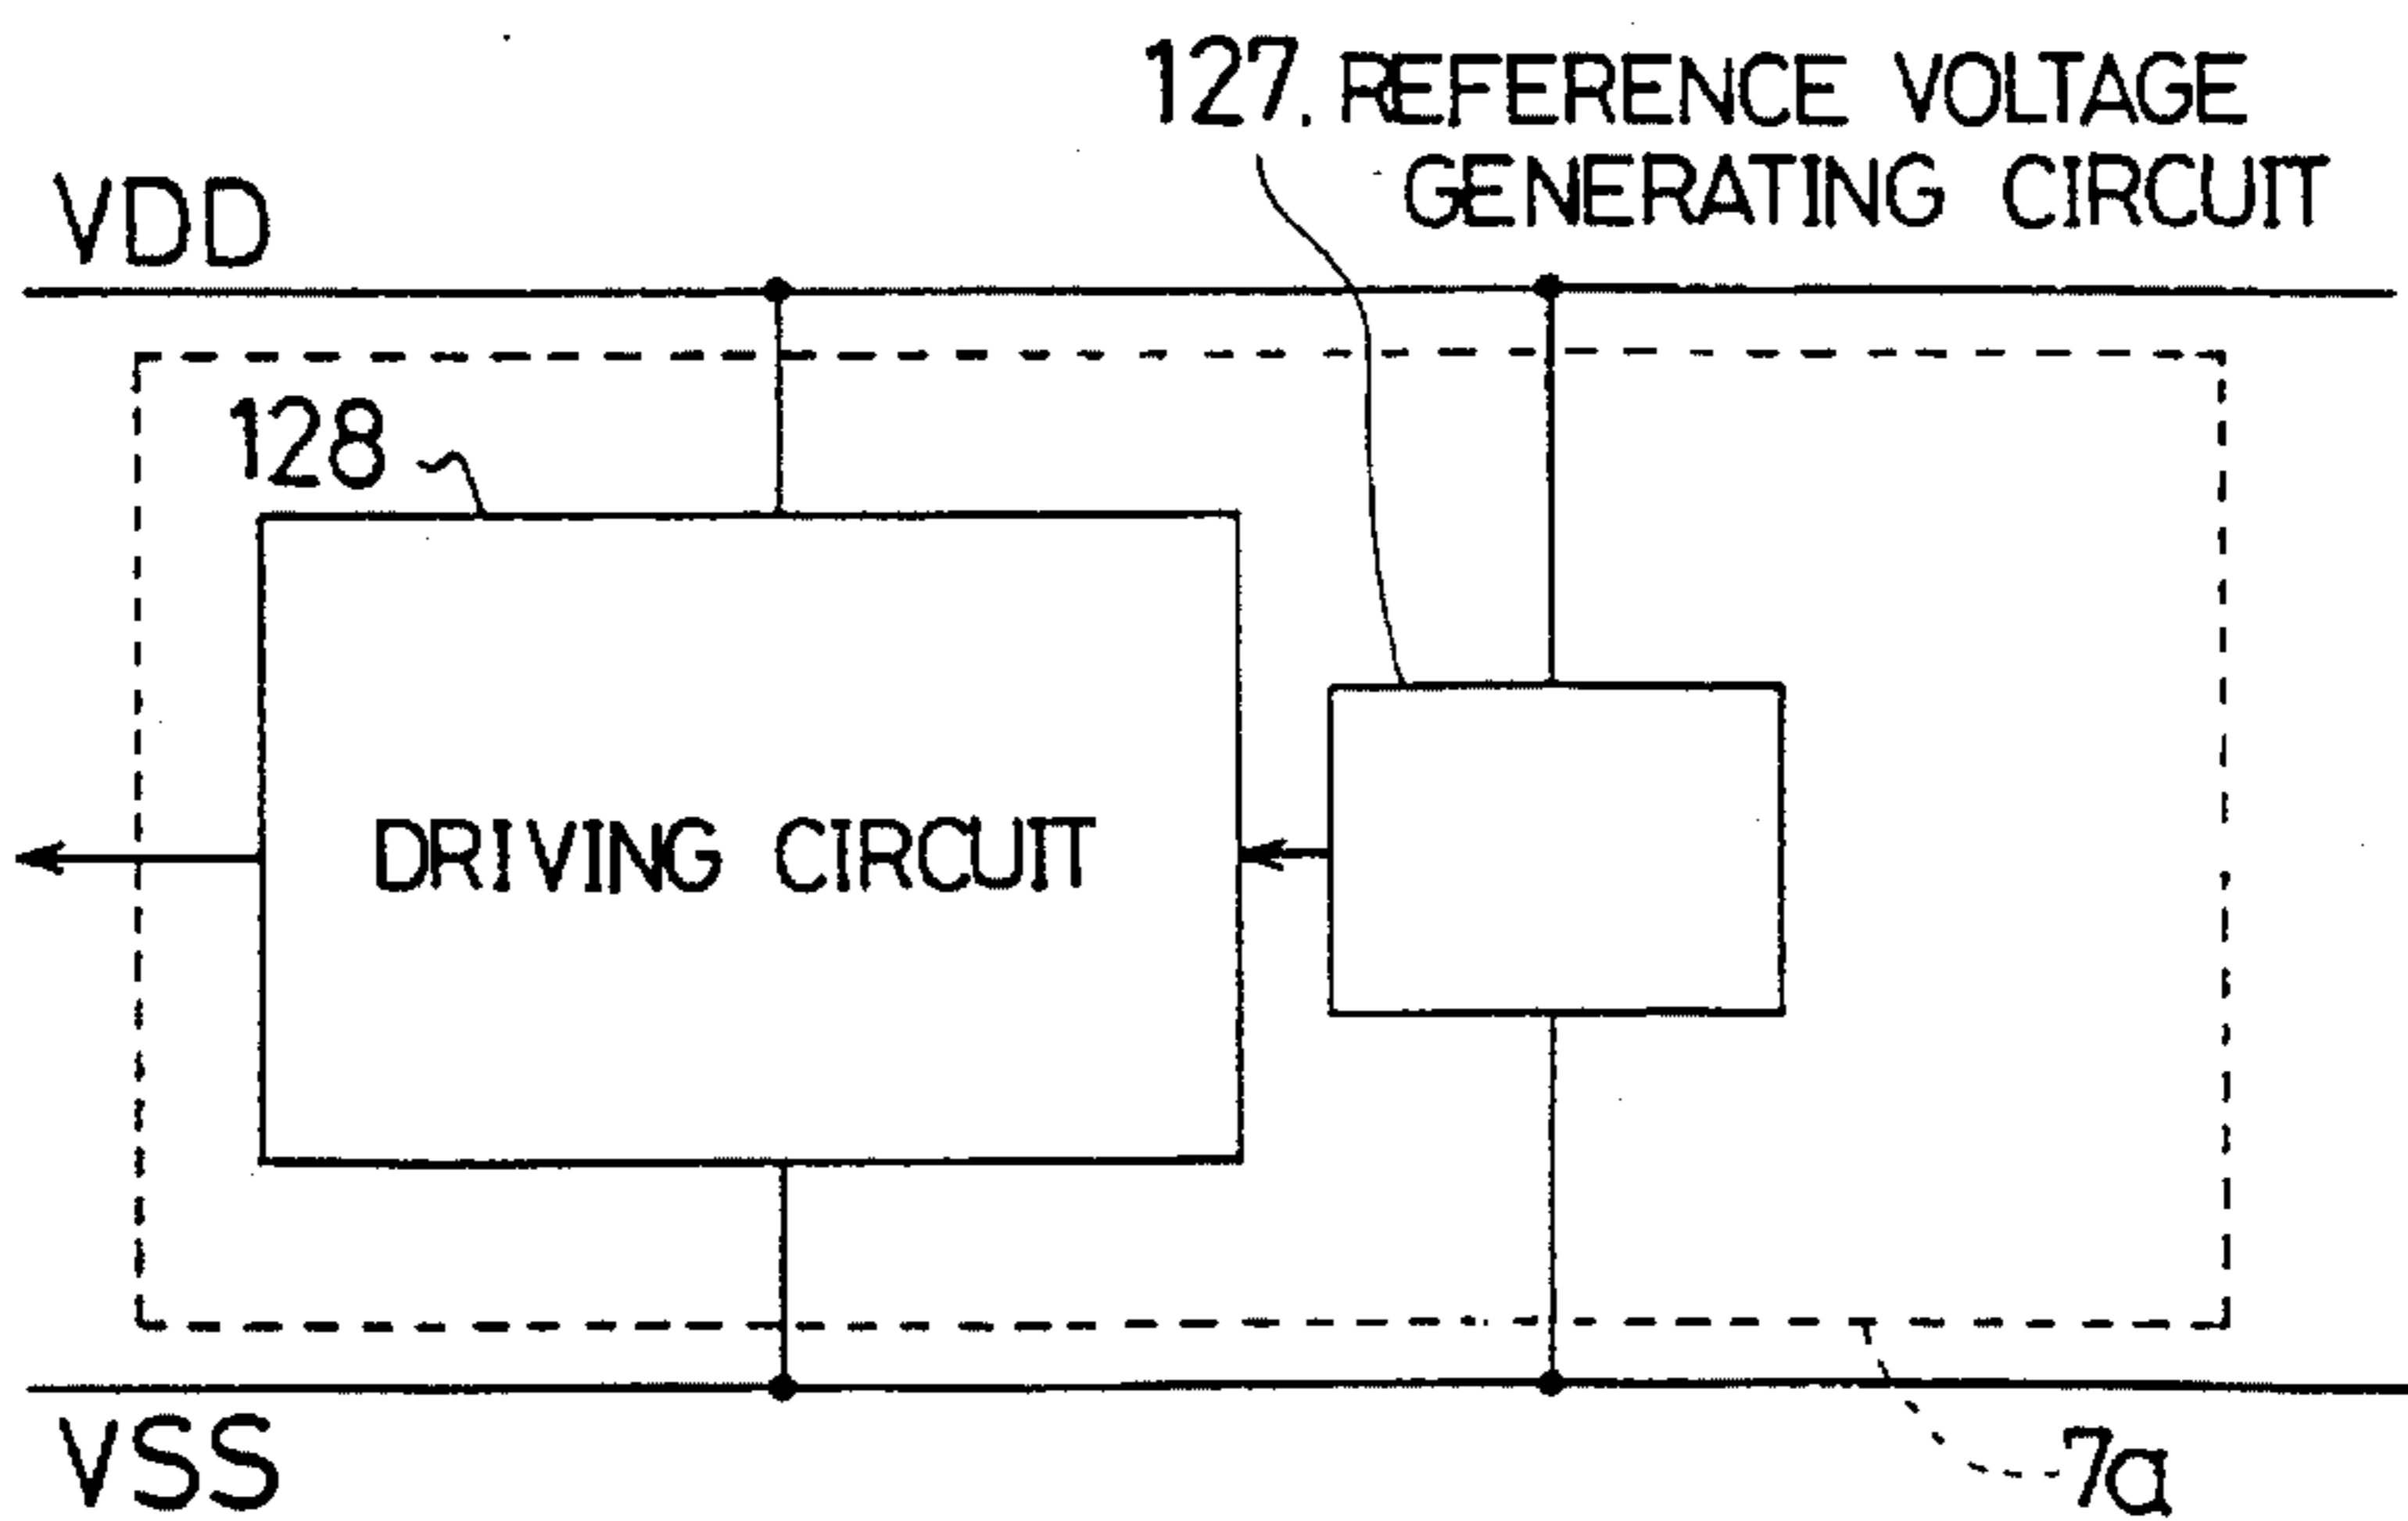 127. REFERENCE VOLTAGE
GENERATING CIRCUIT
VDD
128
DRIVING CIRCUIT
VSS
7a